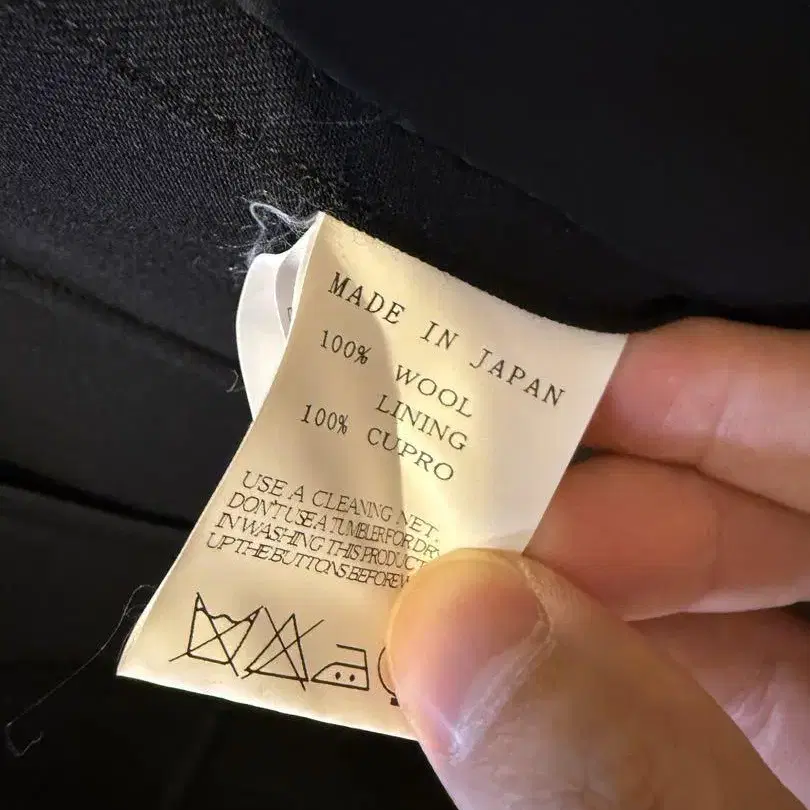 MADE IN JAPAN
100% WOOL
LINING
100% CUPRO
USE A CLEANING NET.
DON'T USE A TUMBLER FOR DRY
IN WASHING THIS PRODUCT
UP THE BUTTONS BEFORE